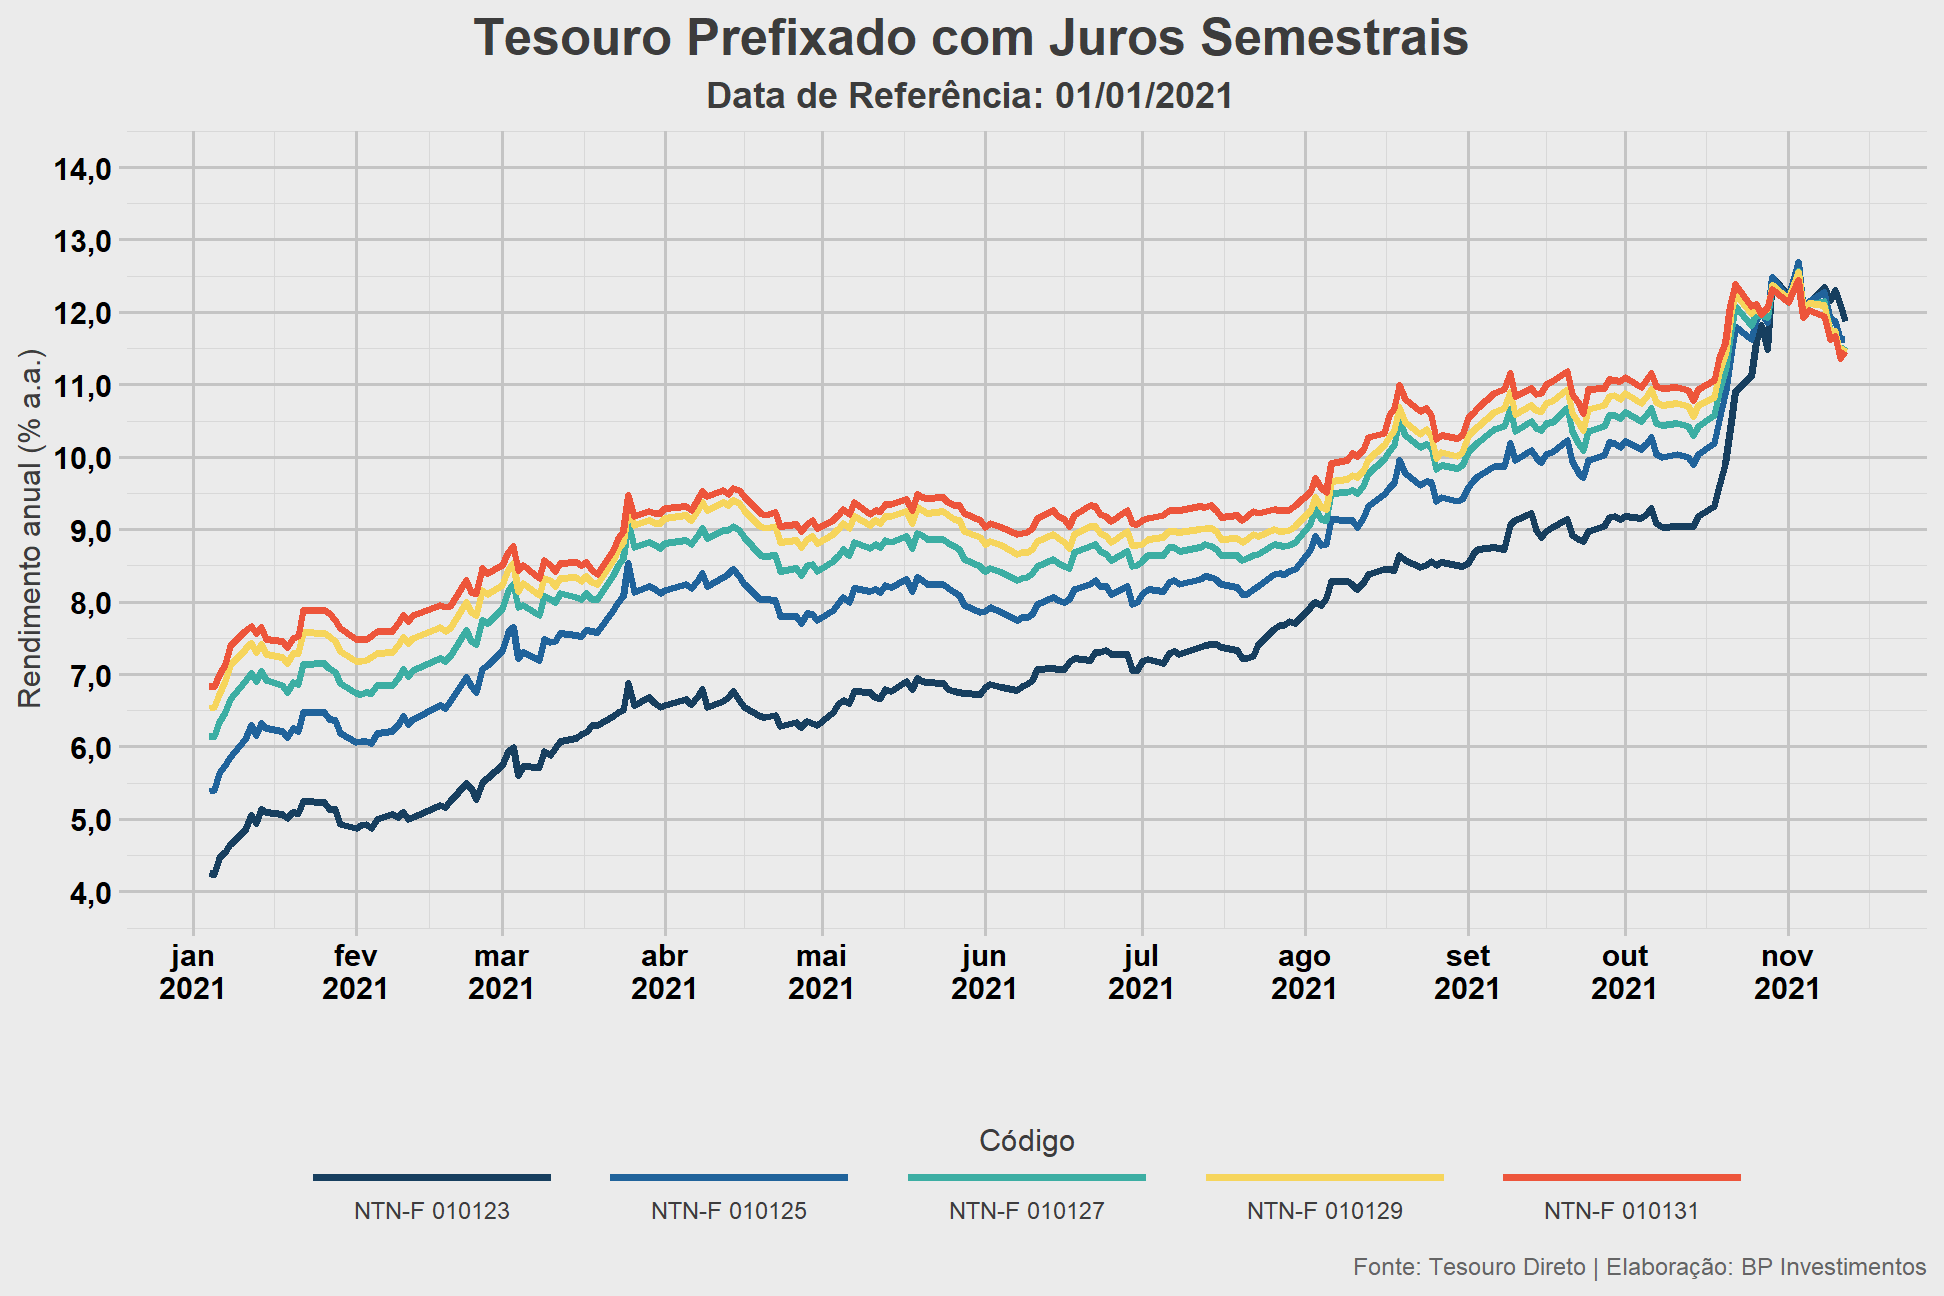 Tesouro Prefixado com Juros Semestrais
Data de Referência: 01/01/2021
Rendimento anual (% a.a.)
14,0
13,0
12,0
11,0
10,0
9,0
8,0
7,0
6,0
5,0
4,0
jan 2021
fev 2021
mar 2021
abr 2021
mai 2021
jun 2021
jul 2021
ago 2021
set 2021
out 2021
nov 2021
Código
NTN-F 010123
NTN-F 010125
NTN-F 010127
NTN-F 010129
NTN-F 010131
Fonte: Tesouro Direto | Elaboração: BP Investimentos